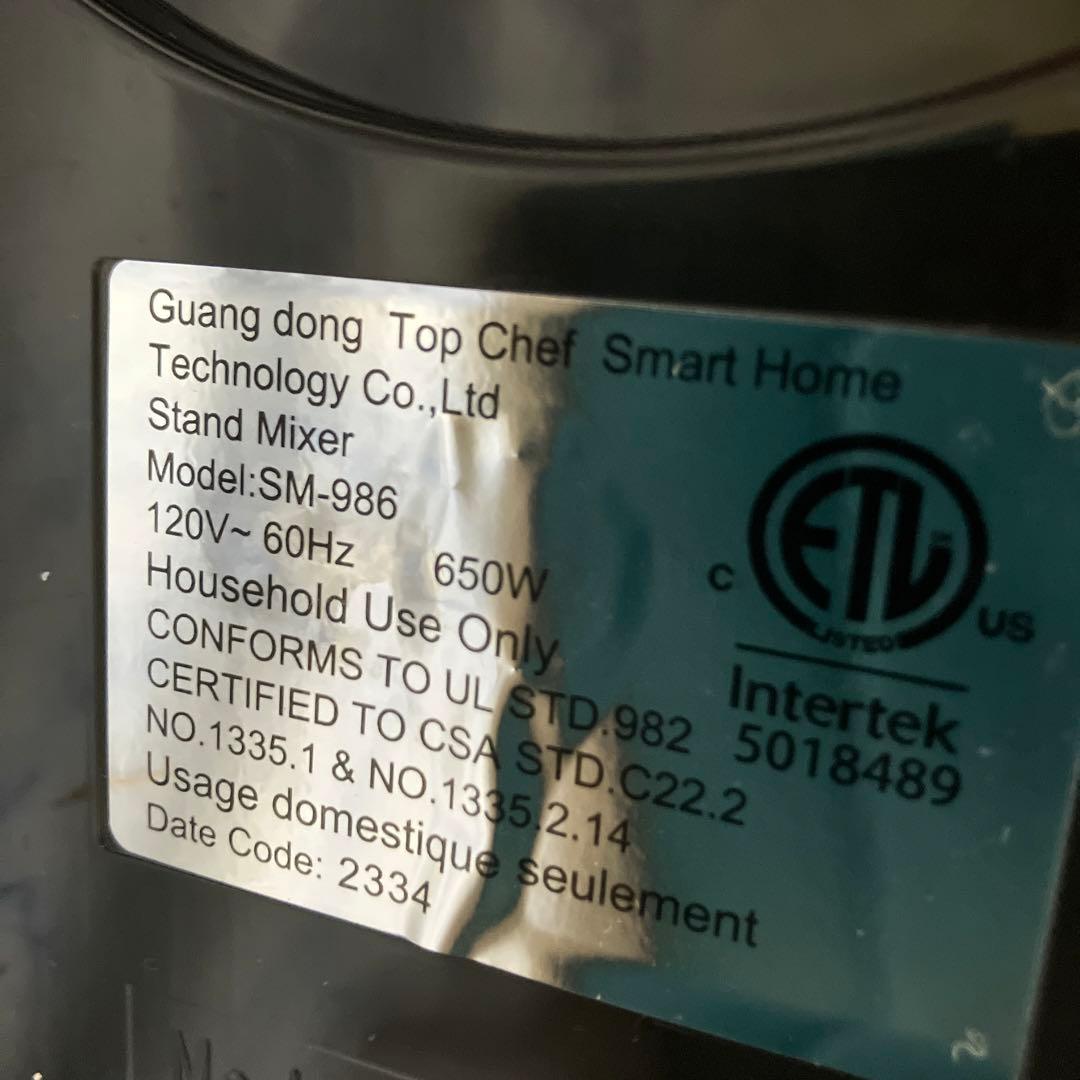 Guang dong Top Chef Smart Home
Technology Co.,Ltd
Stand Mixer
Model:SM-986
120V~ 60Hz 650W
Household Use Only
CONFORMS TO UL STD.982
CERTIFIED TO CSA STD.C22.2
NO.1335.1 & NO.1335.2.14
Usage domestique seulement
Date Code: 2334
C ETL US
LISTED
Intertek
5018489